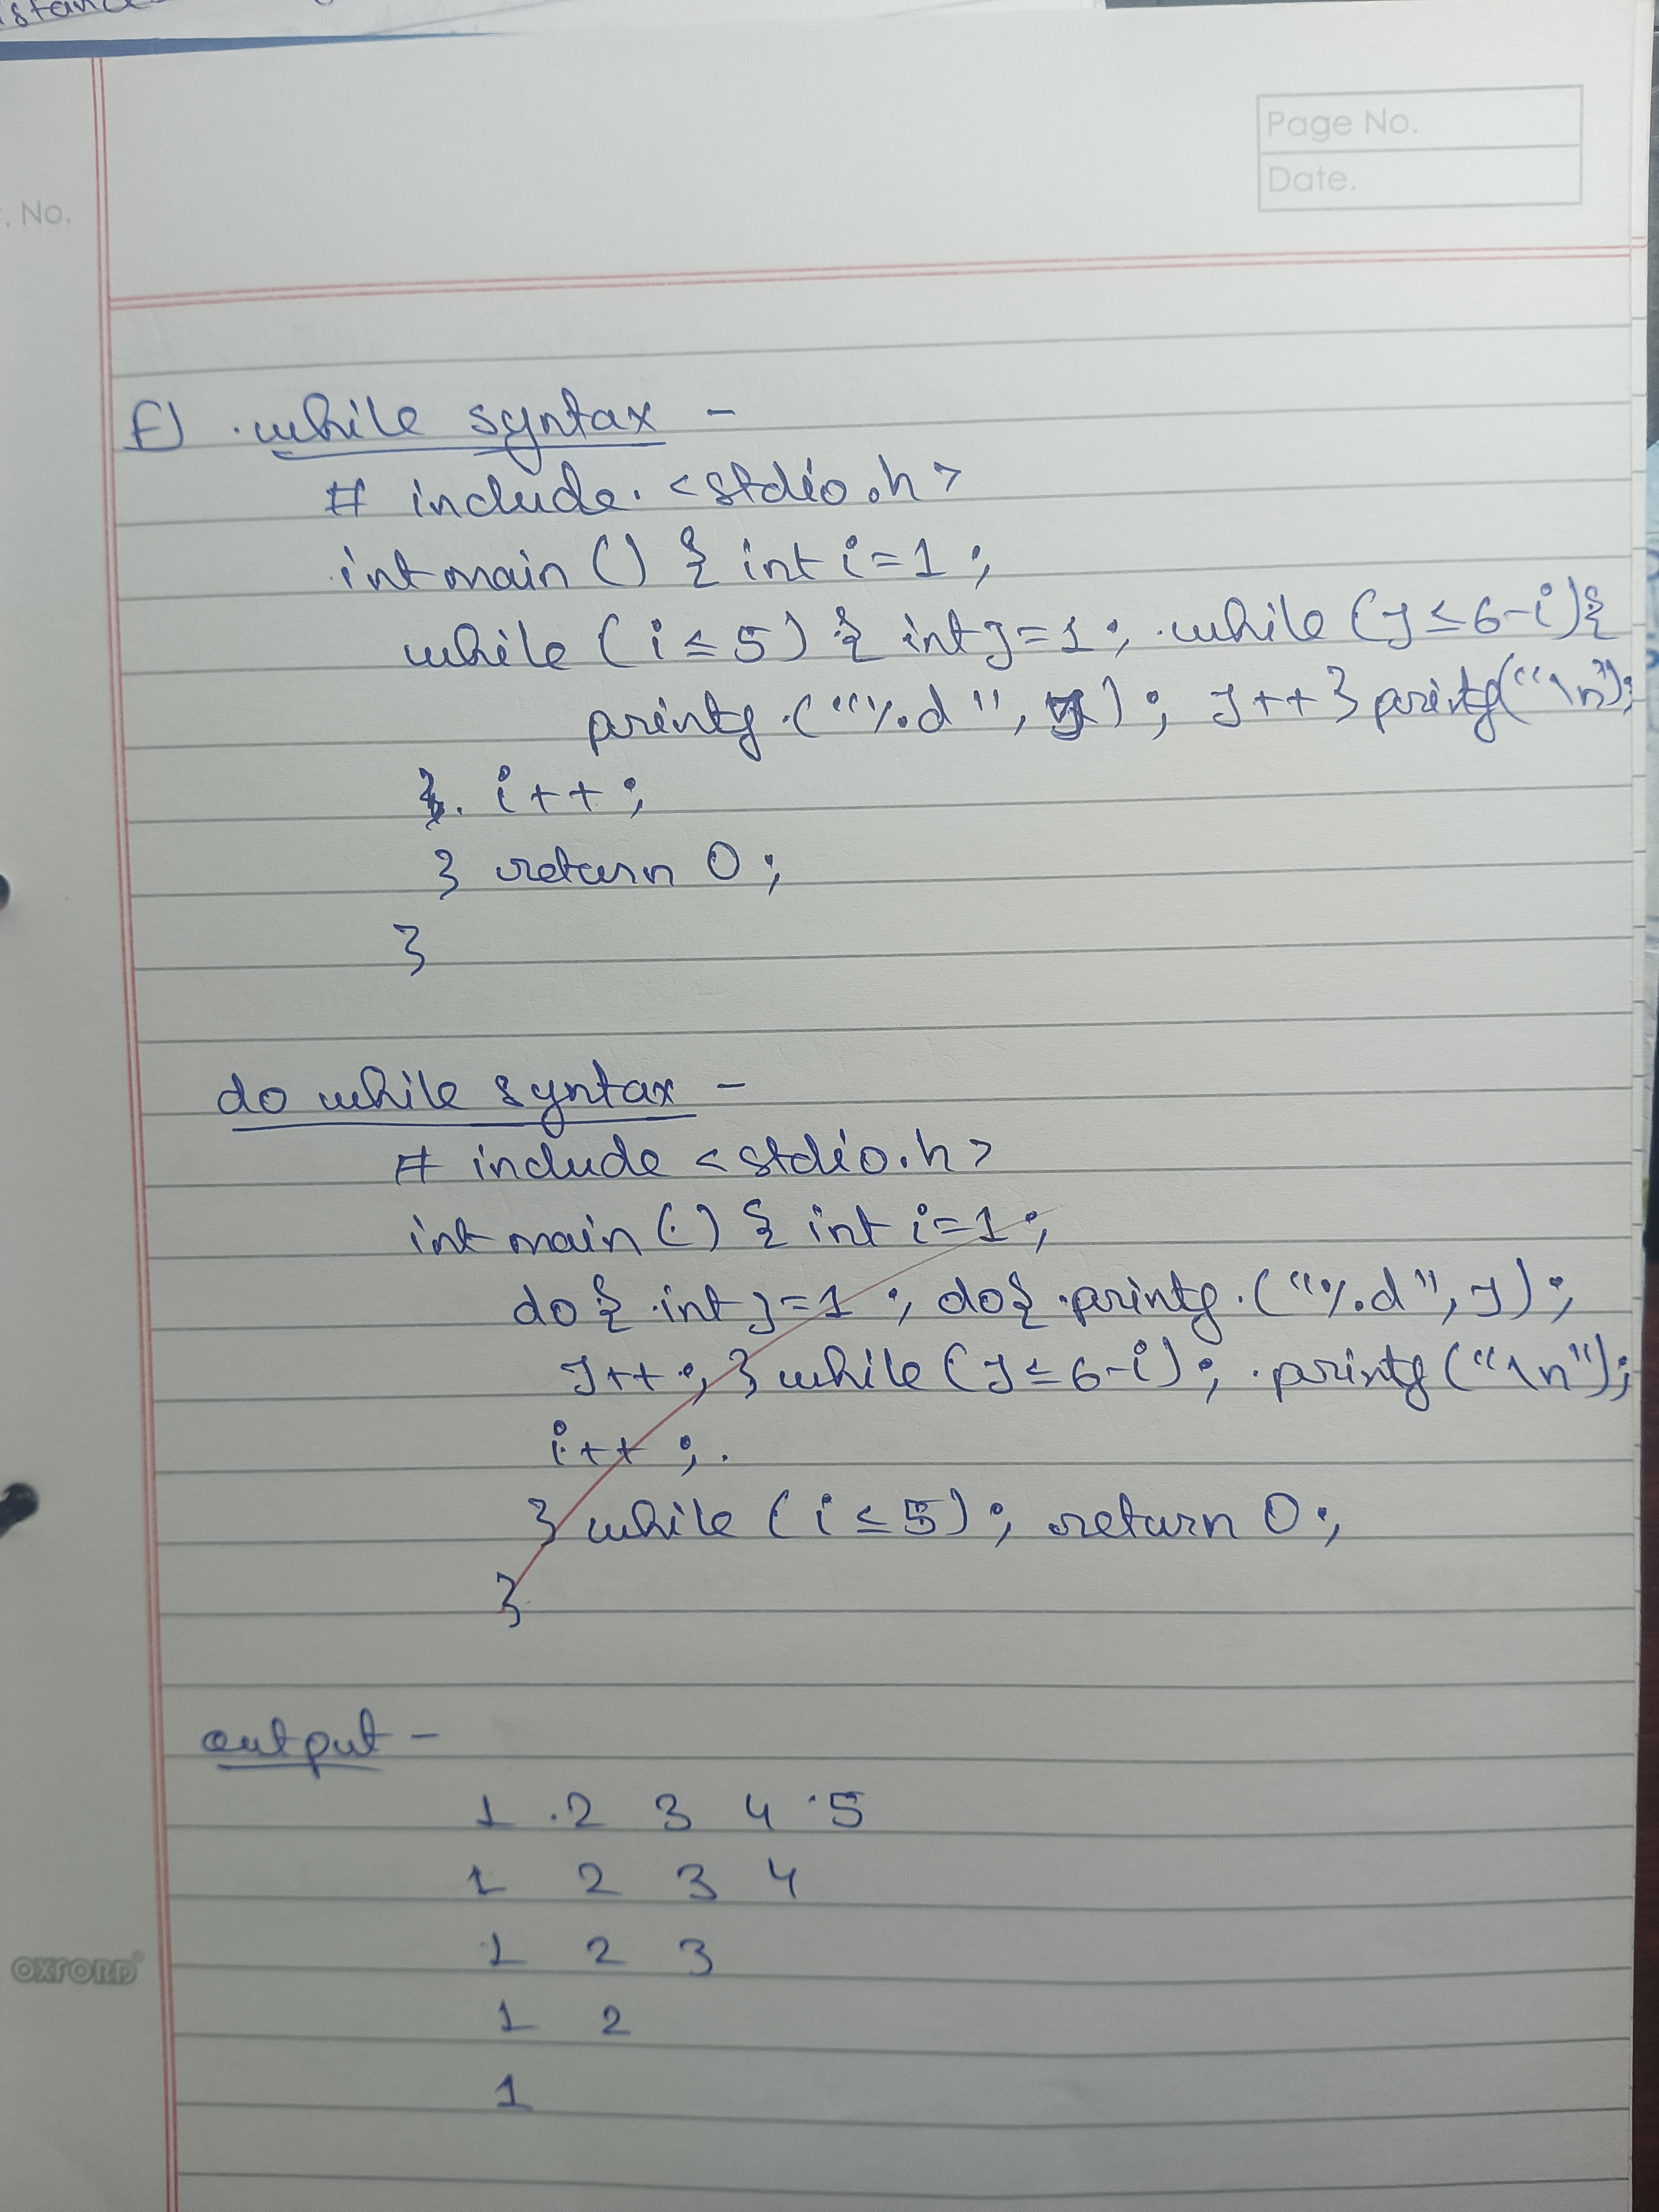 Page No.
Date.
. No.
F) while syntax -
# include <stdio.h>
int main () { int i=1;
while (i≤5) { int j=1; while (j≤6-i){
printf ("%d", j); j++ } printf("\n");
}. i++;
} return 0;
}
do while syntax -
# include <stdio.h>
int main () { int i=1;
do { int j=1; do{ printf ("%d", j);
j++; } while (j≤6-i); printf ("\n");
i++;
} while (i≤5); return 0;
}
output -
1 2 3 4 5
1 2 3 4
1 2 3
1 2
1
OXFORD